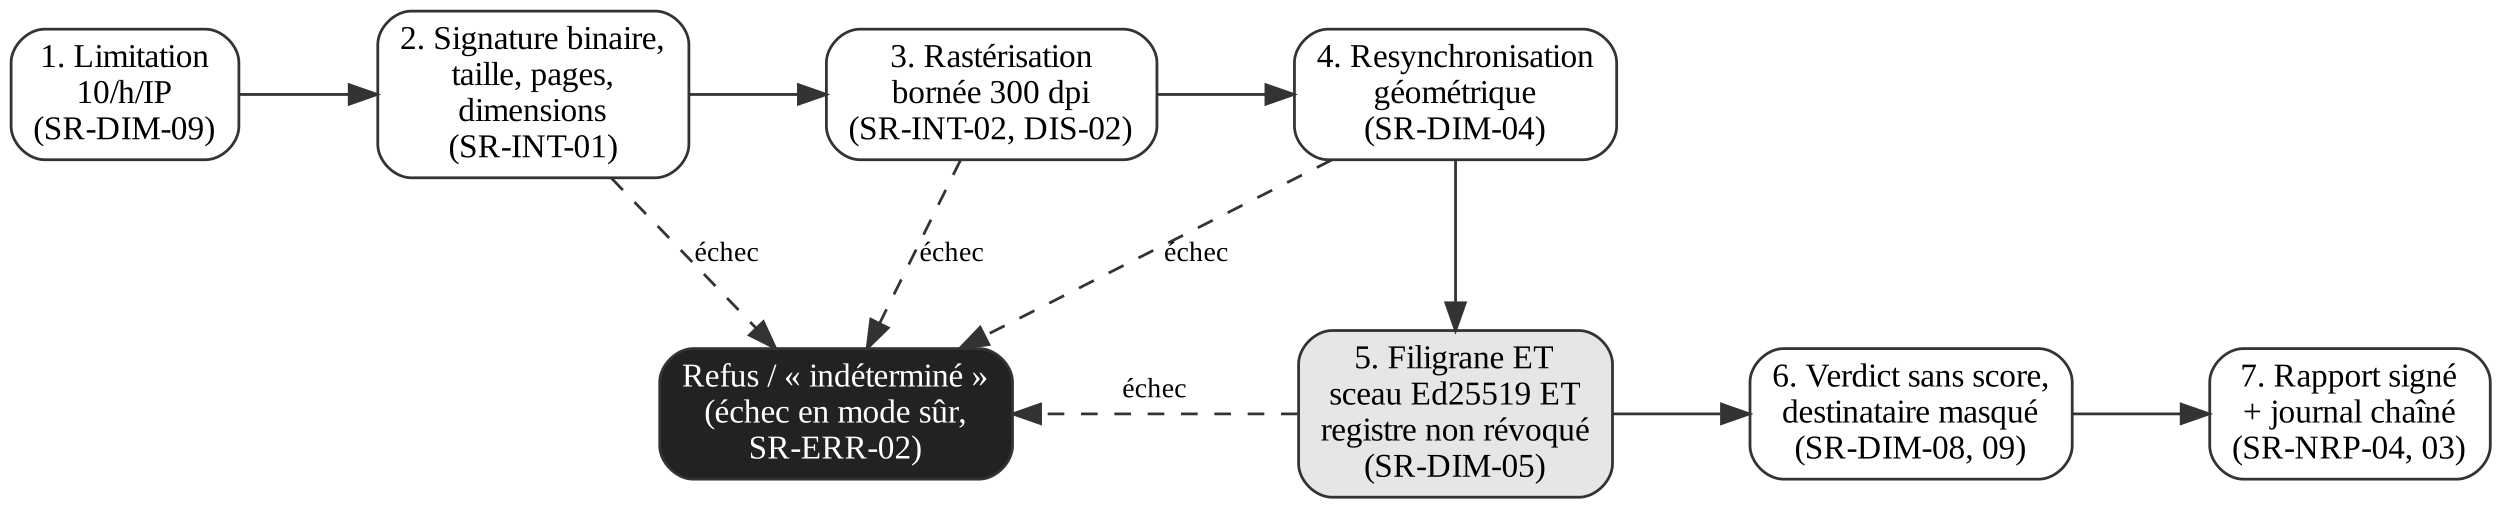 1. Limitation
10/h/IP
(SR-DIM-09)
2. Signature binaire,
taille, pages,
dimensions
(SR-INT-01)
3. Rastérisation
bornée 300 dpi
(SR-INT-02, DIS-02)
4. Resynchronisation
géométrique
(SR-DIM-04)
échec
échec
échec
Refus / « indéterminé »
(échec en mode sûr,
SR-ERR-02)
échec
5. Filigrane ET
sceau Ed25519 ET
registre non révoqué
(SR-DIM-05)
6. Verdict sans score,
destinataire masqué
(SR-DIM-08, 09)
7. Rapport signé
+ journal chaîné
(SR-NRP-04, 03)